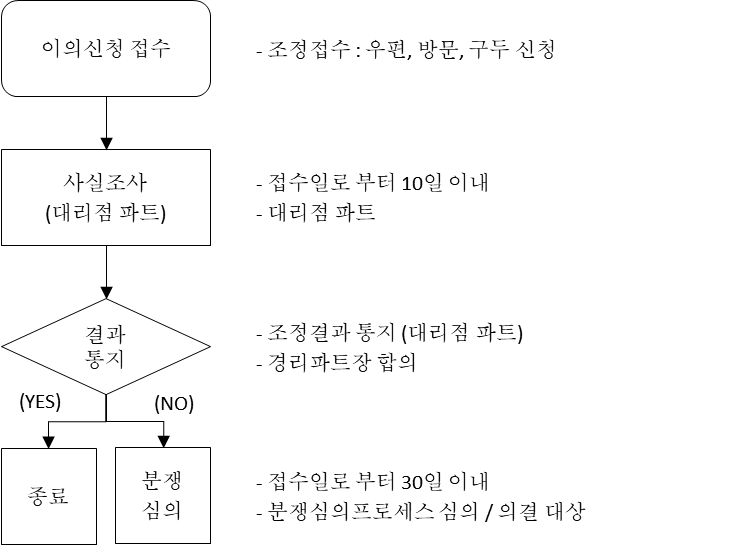 이의신청 접수
- 조정접수 : 우편, 방문, 구두 신청
사실조사
(대리점 파트)
- 접수일로 부터 10일 이내
- 대리점 파트
결과
통지
- 조정결과 통지 (대리점 파트)
- 경리파트장 합의
(YES)
(NO)
종료
분쟁
심의
- 접수일로 부터 30일 이내
- 분쟁심의프로세스 심의 / 의결 대상